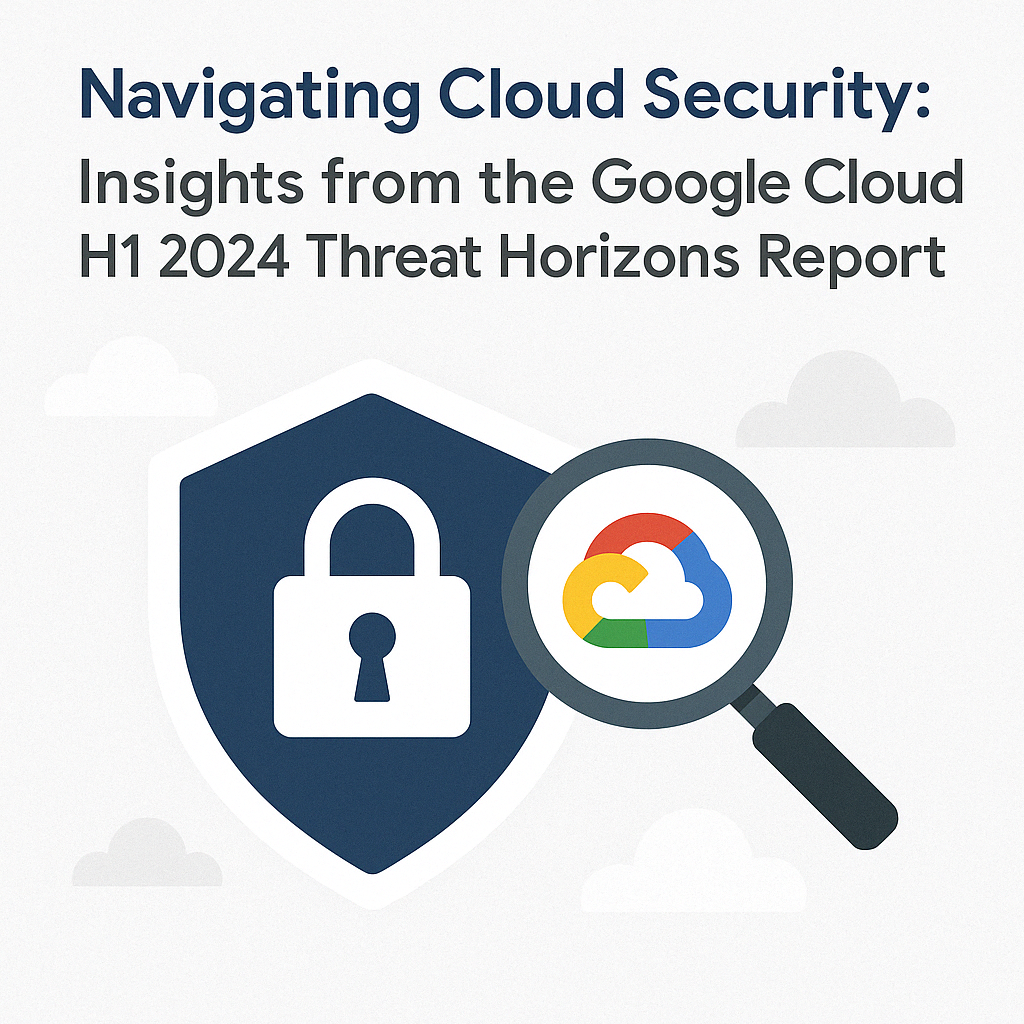 Navigating Cloud Security:
Insights from the Google Cloud
H1 2024 Threat Horizons Report